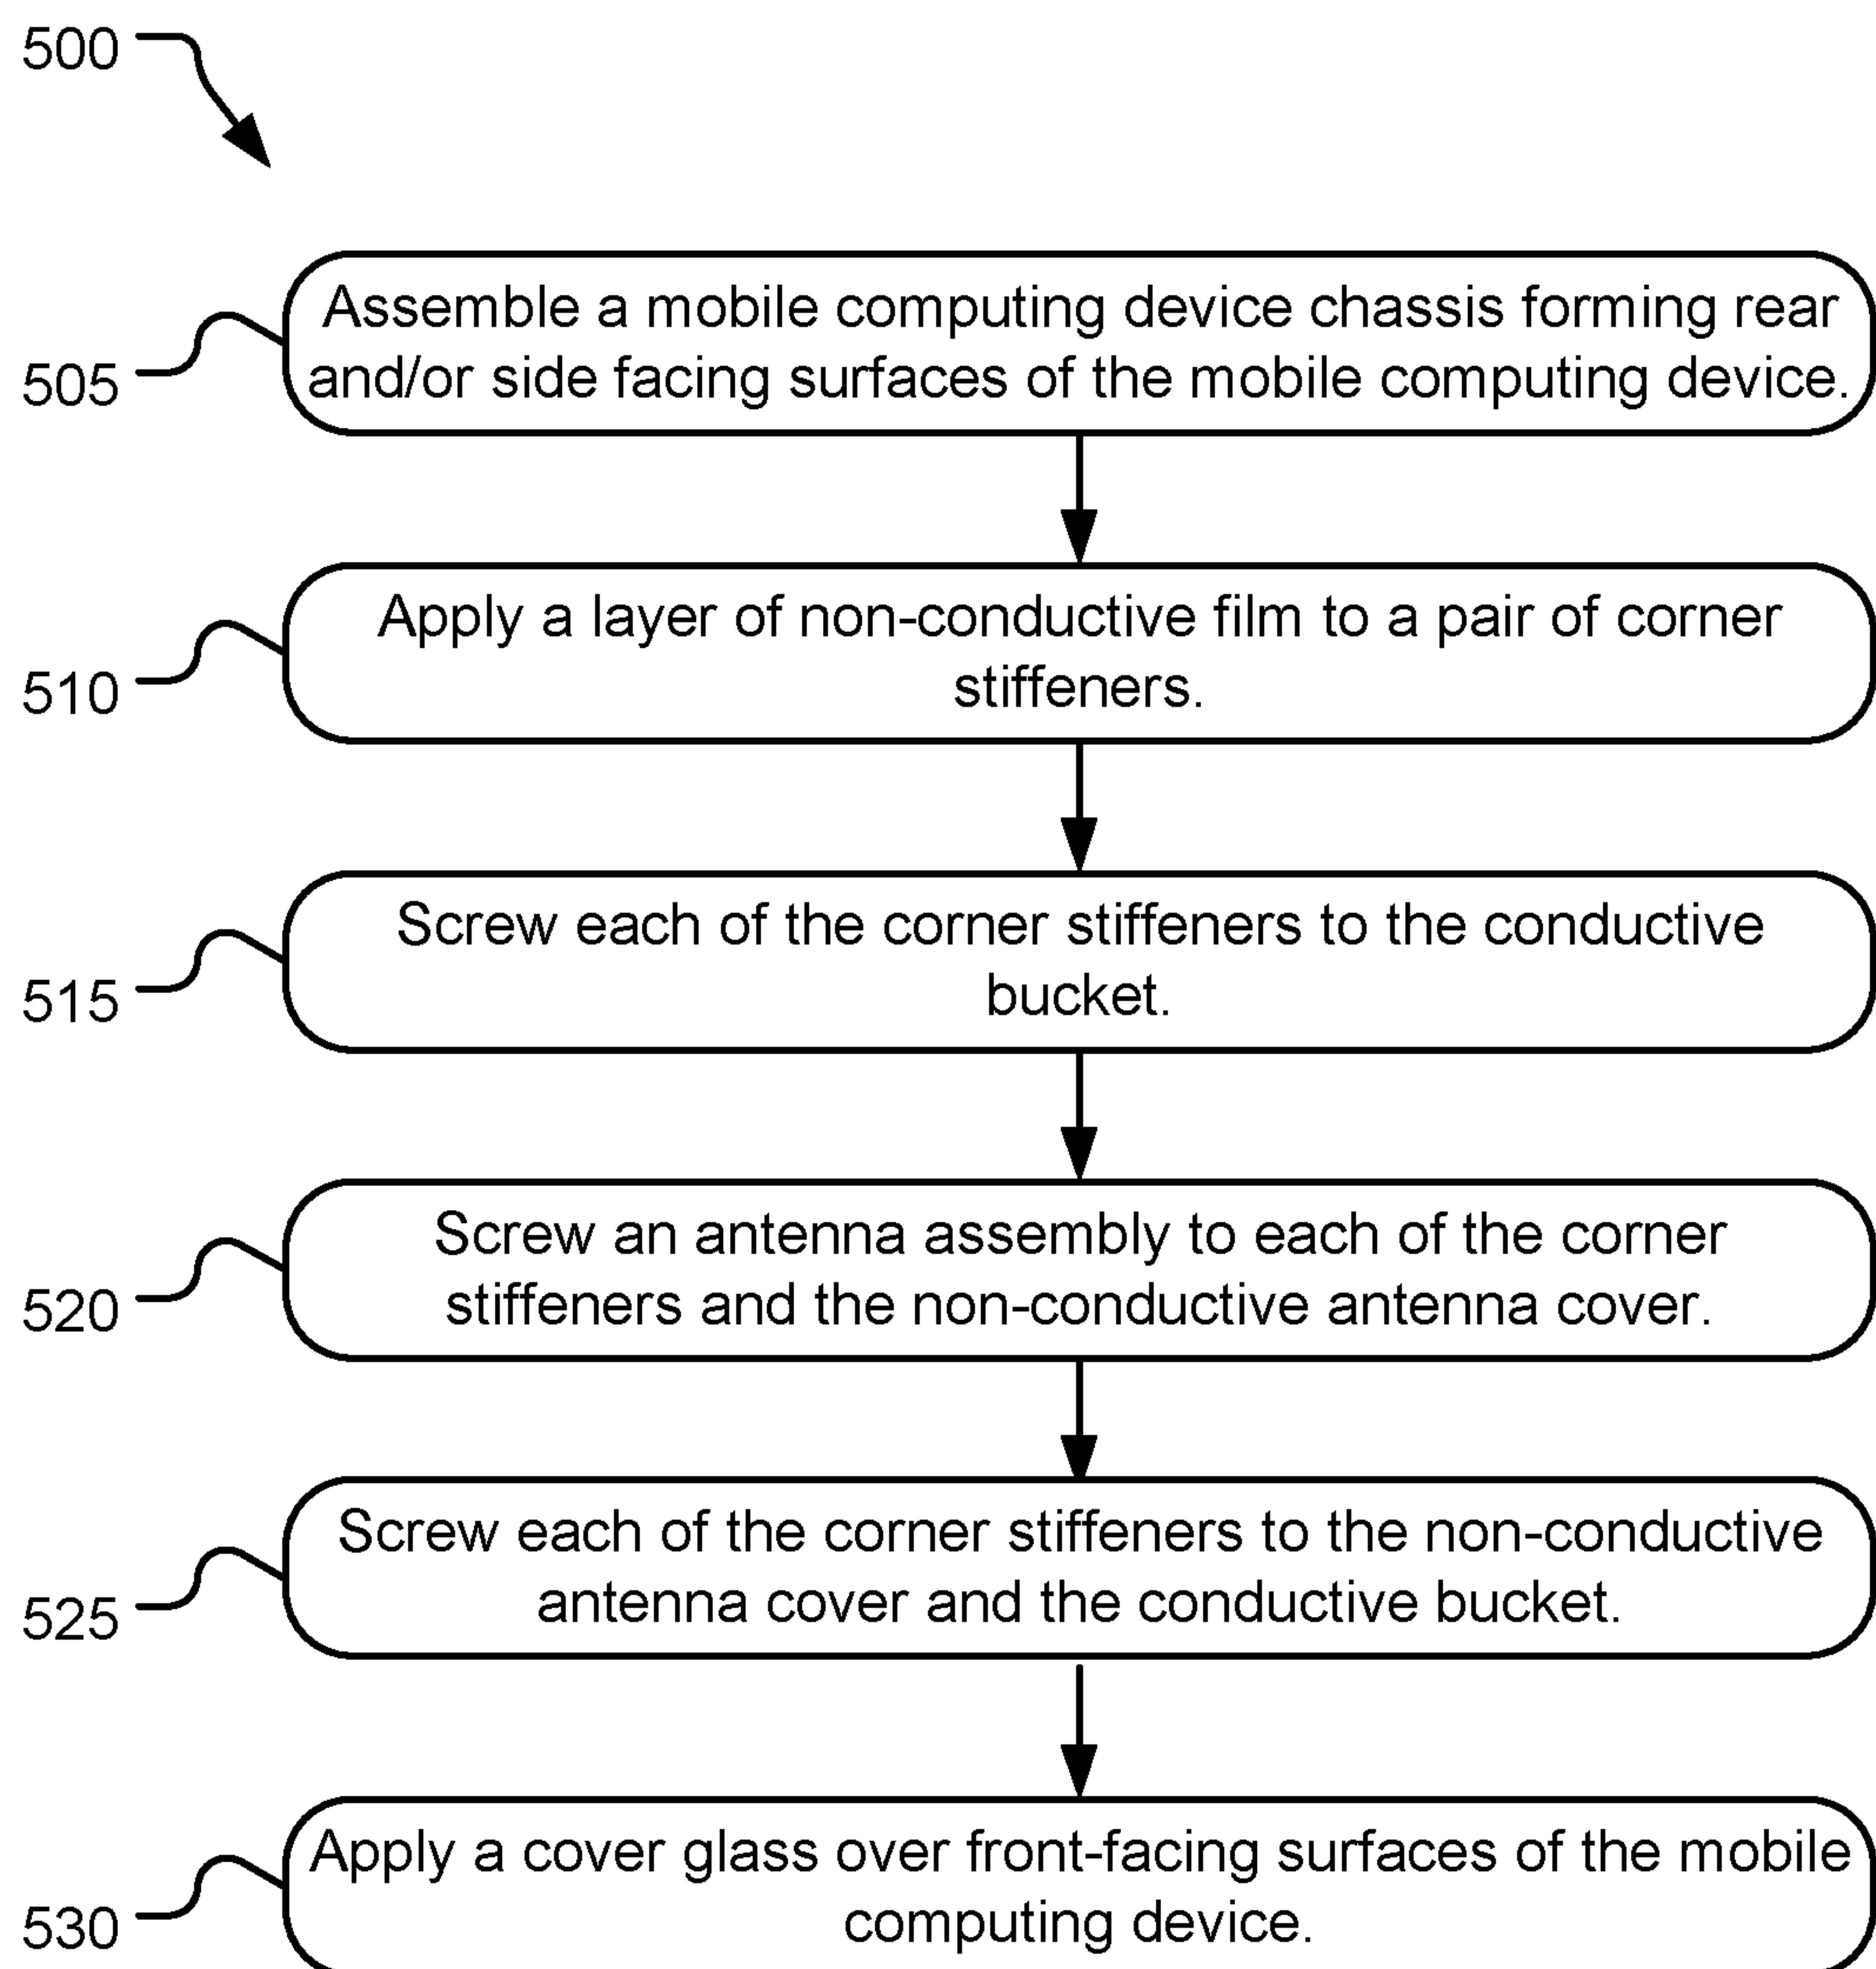 500
Assemble a mobile computing device chassis forming rear
and/or side facing surfaces of the mobile computing device.
505
Apply a layer of non-conductive film to a pair of corner
stiffeners.
510
Screw each of the corner stiffeners to the conductive
bucket.
515
Screw an antenna assembly to each of the corner
stiffeners and the non-conductive antenna cover.
520
Screw each of the corner stiffeners to the non-conductive
antenna cover and the conductive bucket.
525
Apply a cover glass over front-facing surfaces of the mobile
computing device.
530